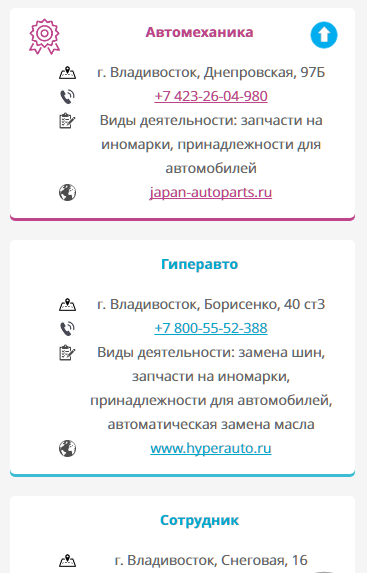 Автомеханика
г. Владивосток, Днепровская, 97Б
+7 423-26-04-980
Виды деятельности: запчасти на
иномарки, принадлежности для
автомобилей
japan-autoparts.ru
Гиперавто
г. Владивосток, Борисенко, 40 ст3
+7 800-55-52-388
Виды деятельности: замена шин,
запчасти на иномарки,
принадлежности для автомобилей,
автоматическая замена масла
www.hyperauto.ru
Сотрудник
г. Владивосток, Снеговая, 16